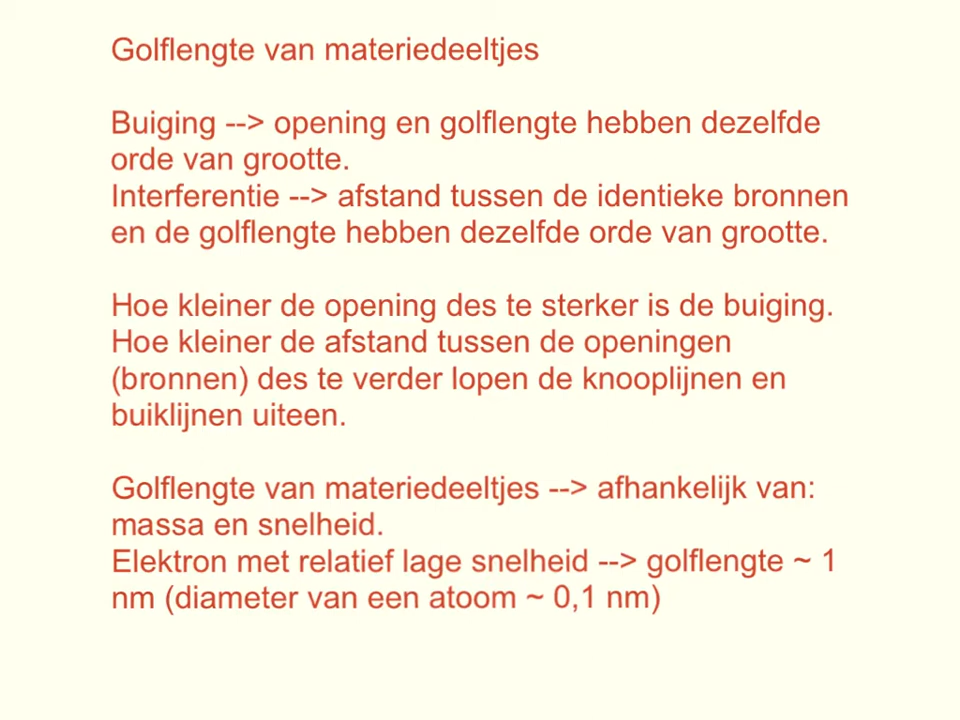 Golflengte van materiedeeltjes
Buiging --> opening en golflengte hebben dezelfde
orde van grootte.
Interferentie --> afstand tussen de identieke bronnen
en de golflengte hebben dezelfde orde van grootte.
Hoe kleiner de opening des te sterker is de buiging.
Hoe kleiner de afstand tussen de openingen
(bronnen) des te verder lopen de knooplijnen en
buiklijnen uiteen.
Golflengte van materiedeeltjes --> afhankelijk van:
massa en snelheid.
Elektron met relatief lage snelheid --> golflengte ~ 1
nm (diameter van een atoom ~ 0,1 nm)